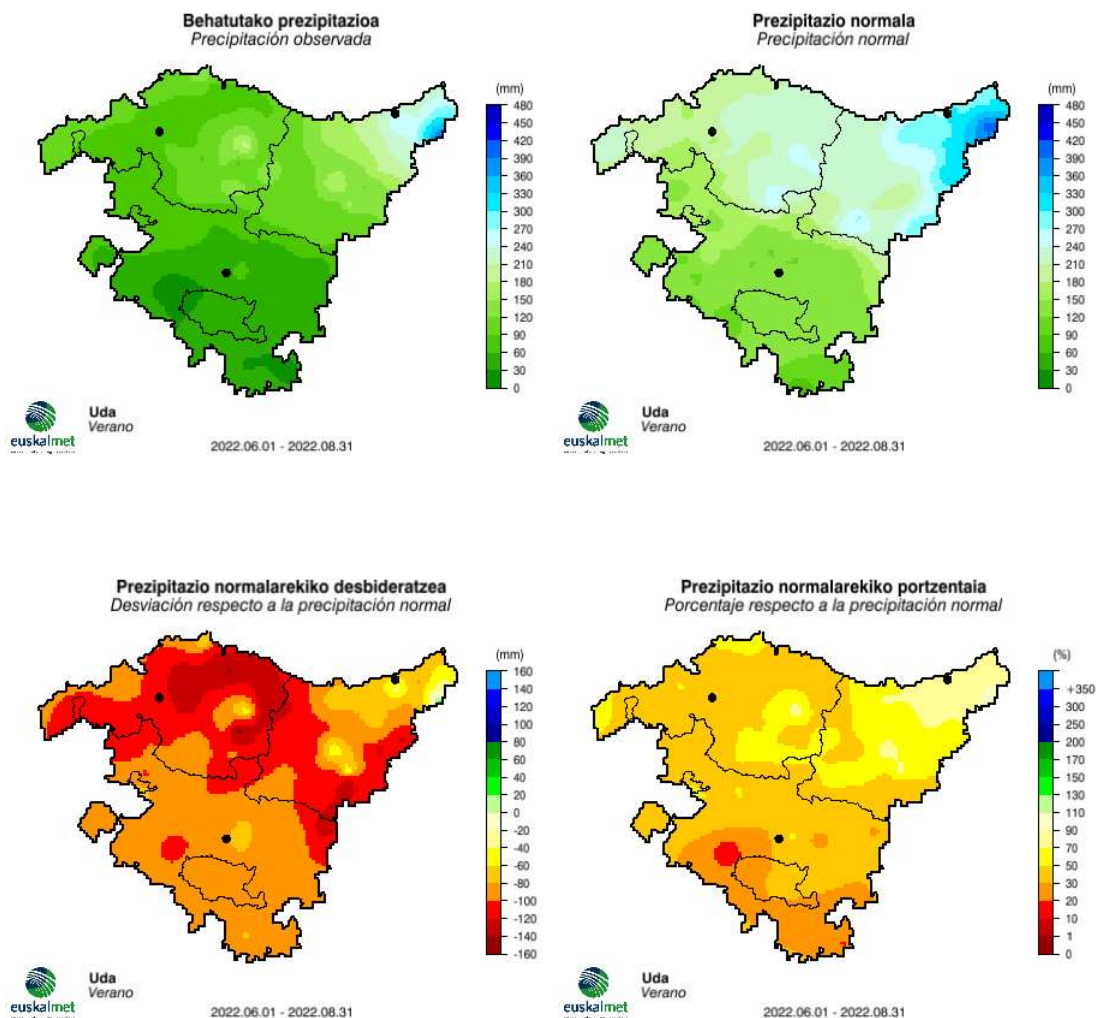 Behatutako prezipitazioa
Precipitación observada
(mm)
480
420
360
330
300
270
240
210
180
150
120
90
60
30
0
Uda
Verano
euskalmet
2022.06.01 - 2022.08.31
Prezipitazio normala
Precipitación normal
(mm)
480
420
360
330
300
270
240
210
180
150
120
90
60
30
0
Uda
Verano
euskalmet
2022.06.01 - 2022.08.31
Prezipitazio normalarekiko desbideratzea
Desviación respecto a la precipitación normal
(mm)
160
140
120
100
80
60
40
20
0
-20
-40
-60
-80
-100
-120
-140
-160
Uda
Verano
euskalmet
2022.06.01 - 2022.08.31
Prezipitazio normalarekiko portzentaia
Porcentaje respecto a la precipitación normal
(%)
+350
300
250
200
170
150
130
110
90
70
50
30
20
10
1
0
Uda
Verano
euskalmet
2022.06.01 - 2022.08.31